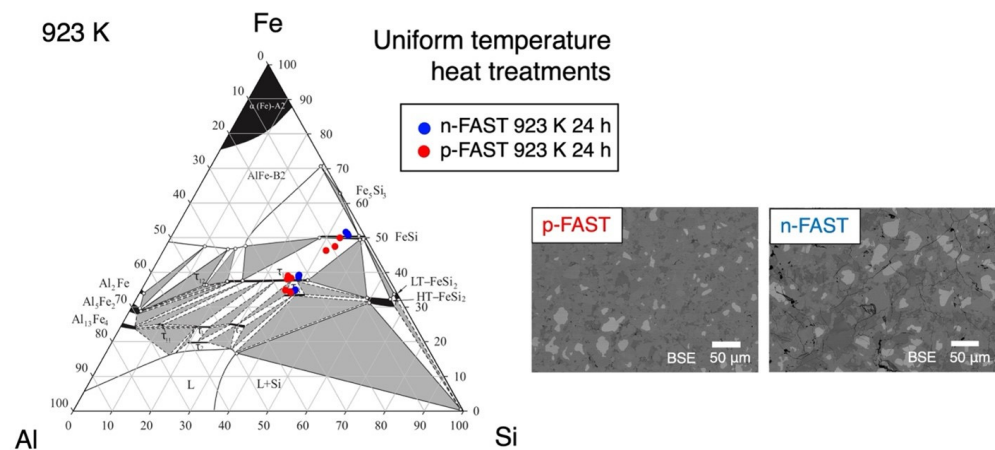 923 K
Fe
Uniform temperature
heat treatments
n-FAST 923 K 24 h
p-FAST 923 K 24 h
0
100
10
90
α (Fe)-A2
20
80
30
70
AlFe-B2
Fe₅Si₃
40
60
50
50
FeSi
60
40
Al₂Fe
LT–FeSi₂
HT–FeSi₂
Al₅Fe₂
70
30
Al₁₃Fe₄
80
20
90
10
L
L+Si
100
0
0
10
20
30
40
50
60
70
80
90
100
Al
Si
p-FAST
BSE
50 µm
n-FAST
BSE
50 µm